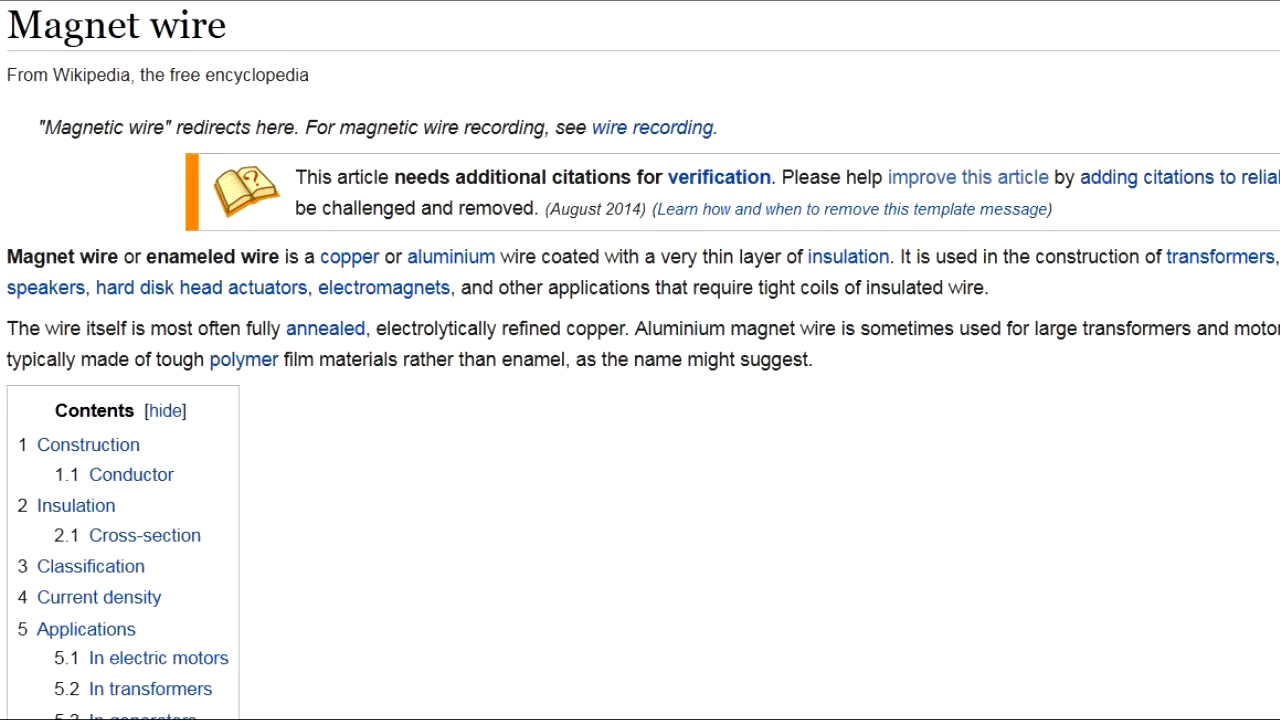 Magnet wire
From Wikipedia, the free encyclopedia
"Magnetic wire" redirects here. For magnetic wire recording, see wire recording.
This article needs additional citations for verification. Please help improve this article by adding citations to
be challenged and removed. (August 2014) (Learn how and when to remove this template message)
Magnet wire or enameled wire is a copper or aluminium wire coated with a very thin layer of insulation. It is used in the construction of transformers,
speakers, hard disk head actuators, electromagnets, and other applications that require tight coils of insulated wire.
The wire itself is most often fully annealed, electrolytically refined copper. Aluminium magnet wire is sometimes used for large transformers and
typically made of tough polymer film materials rather than enamel, as the name might suggest.
Contents [hide]
1 Construction
1.1 Conductor
2 Insulation
2.1 Cross-section
3 Classification
4 Current density
5 Applications
5.1 In electric motors
5.2 In transformers